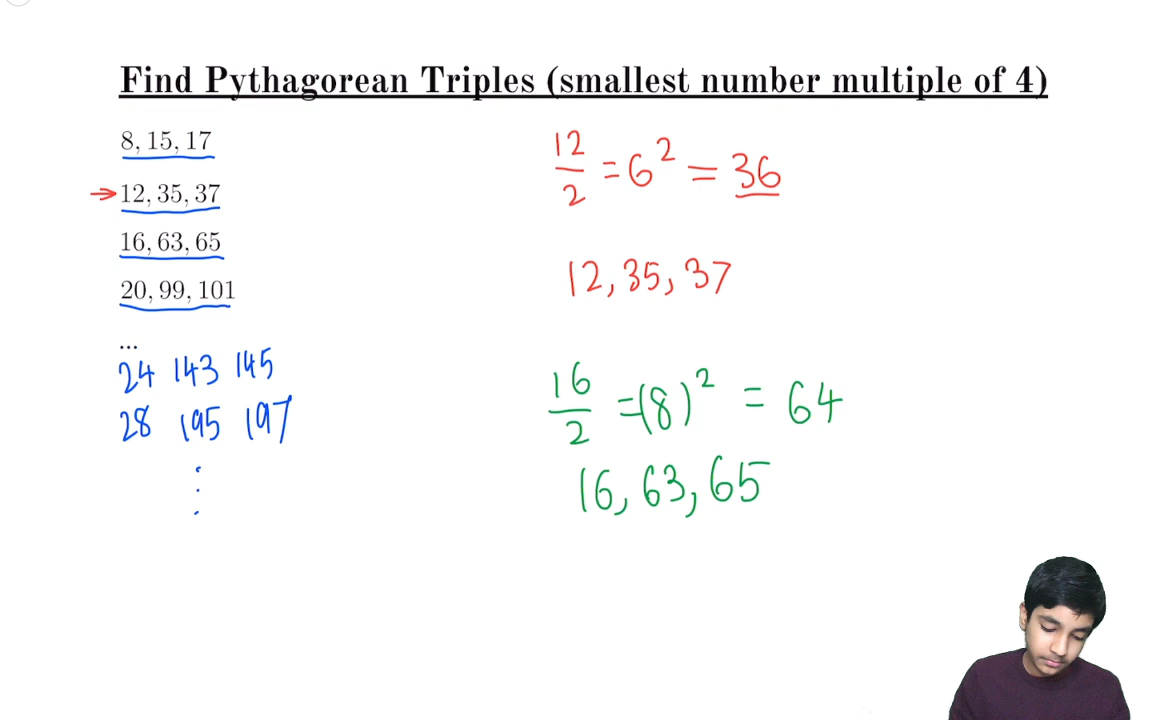 Find Pythagorean Triples (smallest number multiple of 4)
8, 15, 17
→12, 35, 37
16, 63, 65
20, 99, 101
...
24 143 145
28 195 197
⋮
12/2 = 6² = 36
12, 35, 37
16/2 = (8)² = 64
16, 63, 65